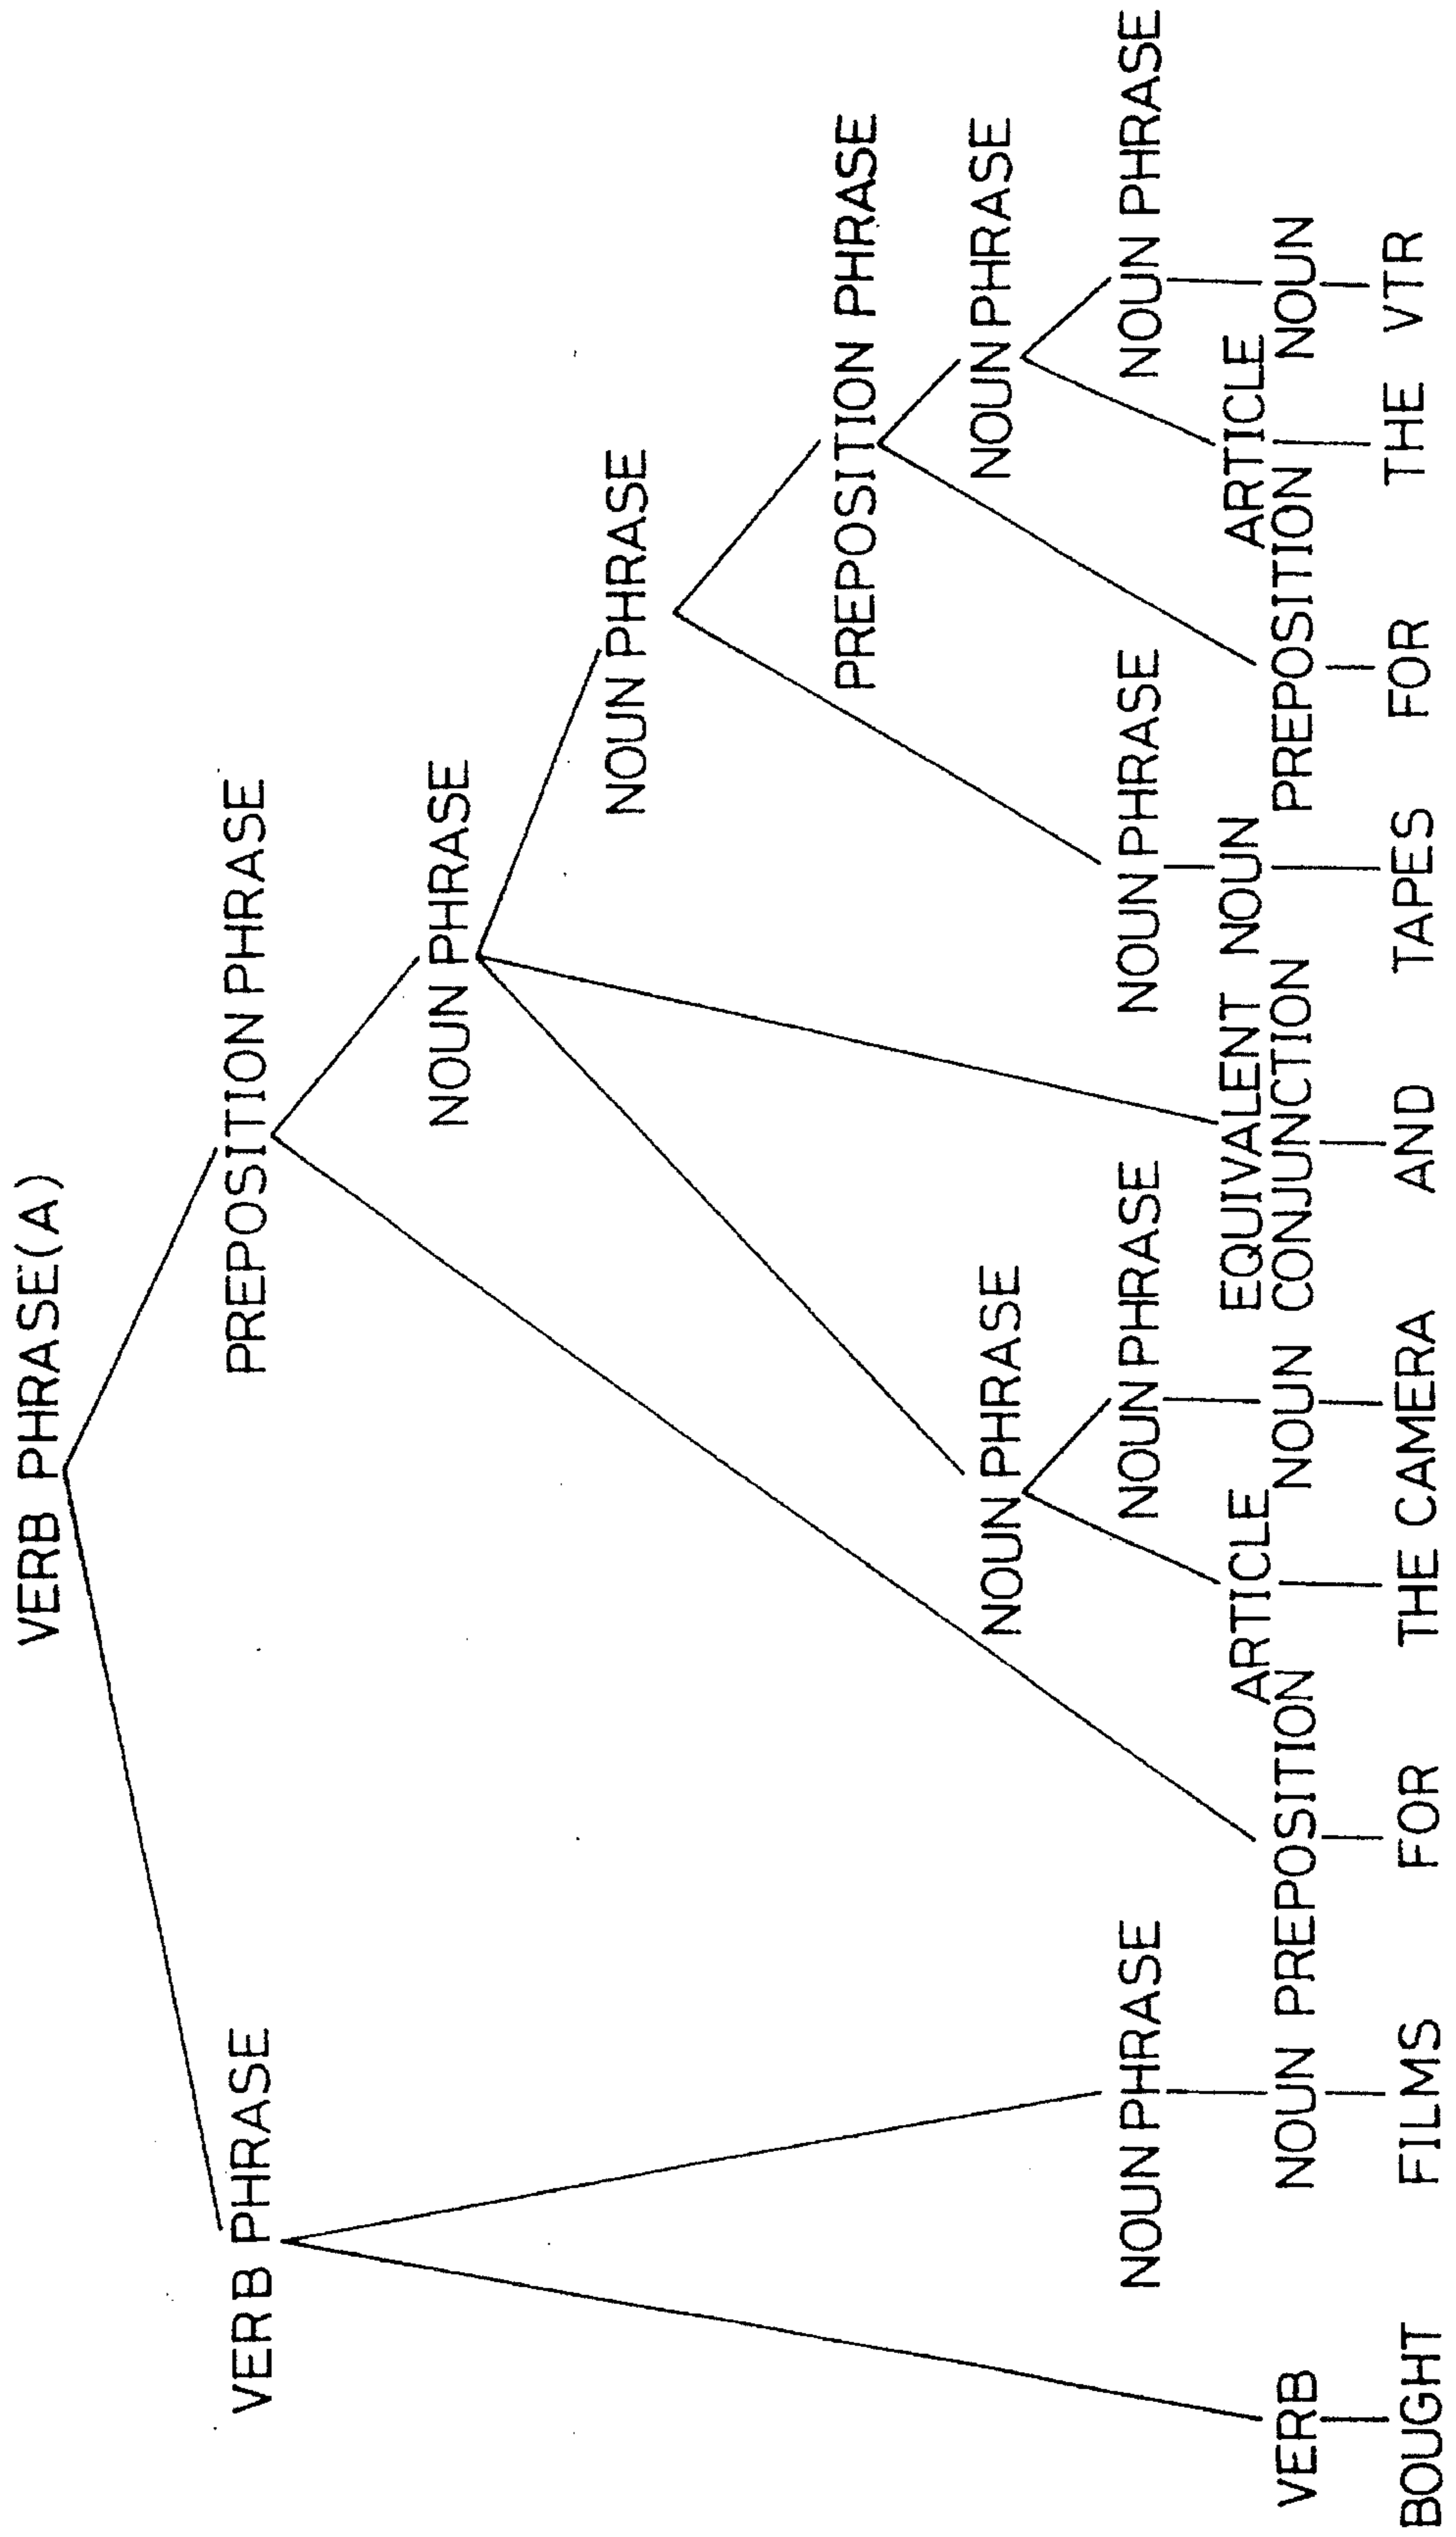 VERB PHRASE(A)
VERB PHRASE
PREPOSITION PHRASE
NOUN PHRASE
NOUN PHRASE
PREPOSITION PHRASE
NOUN PHRASE
NOUN PHRASE
NOUN PHRASE
NOUN PHRASE
NOUN PHRASE
NOUN PHRASE
ARTICLE
EQUIVALENT
NOUN
ARTICLE
VERB
NOUN
PREPOSITION
NOUN
CONJUNCTION
PREPOSITION
NOUN
BOUGHT FILMS FOR THE CAMERA AND TAPES FOR THE VTR